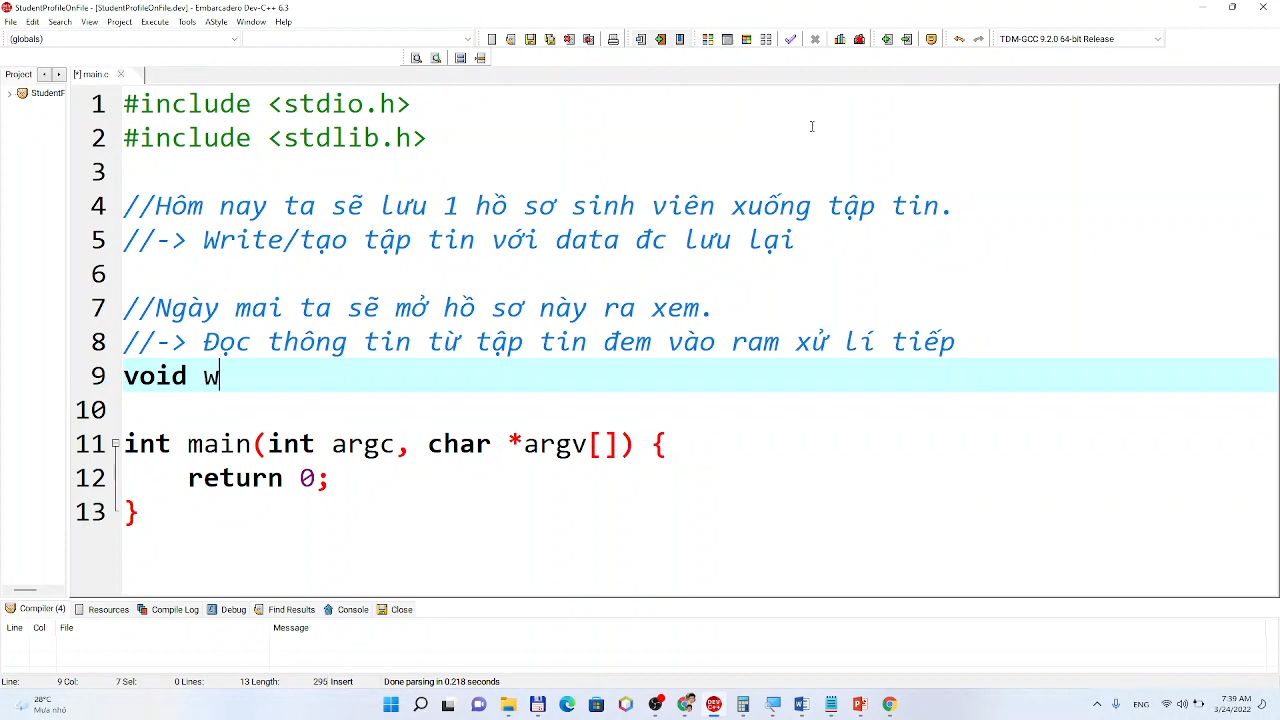 StudentProfileOnFile - [StudentProfileOnFile.dev] - Embarcadero Dev-C++ 6.3
File Edit Search View Project Execute Tools AStyle Window Help
(globals)
TDM-GCC 9.2.0 64-bit Release
Project
[*] main.c
StudentF
1 #include <stdio.h>
2 #include <stdlib.h>
3
4 //Hôm nay ta sẽ lưu 1 hồ sơ sinh viên xuống tập tin.
5 //-> Write/tạo tập tin với data đc lưu lại
6
7 //Ngày mai ta sẽ mở hồ sơ này ra xem.
8 //-> Đọc thông tin từ tập tin đem vào ram xử lí tiếp
9 void w
10
11 int main(int argc, char *argv[]) {
12 return 0;
13 }
Compiler (4) Resources Compile Log Debug Find Results Console Close
Line Col File Message
Line: 9 Col: 7 Sel: 0 Lines: 13 Length: 295 Insert Done parsing in 0.218 seconds
28°C
Mưa nhỏ
DEV
C++
ENG
7:39 AM
3/24/2022